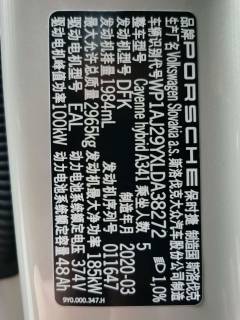 品牌 PORSCHE 保时捷 制造国 斯洛伐克
生产厂名 Volkswagen Slovakia a.s. 斯洛伐克大众汽车股份公司制造
车辆识别代号 WP1AJ29YXLDA38272 1,0%
整车型号 Cayenne hybrid A341 乘坐人数 5
发动机型号 DFK 制造年月 2020-03
发动机排量 1984mL 发动机序列号 011647
最大允许总质量 2965kg 发动机最大净功率 185kW
驱动电机型号 EAL 动力电池系统额定电压 374V
驱动电机峰值功率 100kW 动力电池系统额定容量 48Ah
9Y0.000.347.H